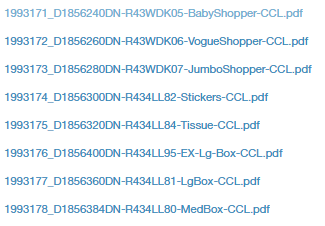 1993171_D1856240DN-R43WDK05-BabyShopper-CCL.pdf
1993172_D1856260DN-R43WDK06-VogueShopper-CCL.pdf
1993173_D1856280DN-R43WDK07-JumboShopper-CCL.pdf
1993174_D1856300DN-R434LL82-Stickers-CCL.pdf
1993175_D1856320DN-R434LL84-Tissue-CCL.pdf
1993176_D1856400DN-R434LL95-EX-Lg-Box-CCL.pdf
1993177_D1856360DN-R434LL81-LgBox-CCL.pdf
1993178_D1856384DN-R434LL80-MedBox-CCL.pdf